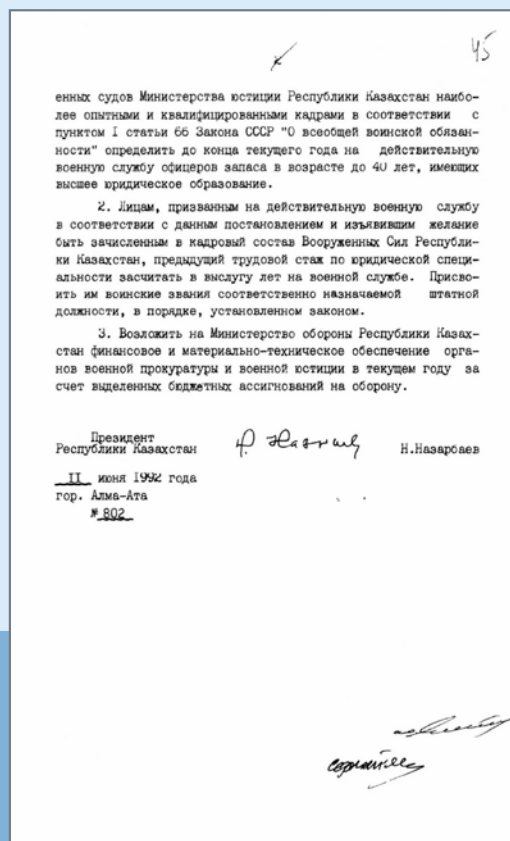 45
енных судов Министерства юстиции Республики Казахстан наибо-
лее опытными и квалифицированными кадрами в соответствии с
пунктом I статьи 66 Закона СССР "О всеобщей воинской обязан-
ности" определить до конца текущего года на действительную
военную службу офицеров запаса в возрасте до 40 лет, имеющих
высшее юридическое образование.
2. Лицам, призванным на действительную военную службу
в соответствии с данным постановлением и изъявившим желание
быть зачисленным в кадровый состав Вооруженных Сил Республи-
ки Казахстан, предыдущий трудовой стаж по юридической специ-
альности засчитать в выслугу лет на военной службе. Присво-
ить им воинские звания соответственно назначаемой штатной
должности, в порядке, установленном законом.
3. Возложить на Министерство обороны Республики Казах-
стан финансовое и материально-техническое обеспечение орга-
нов военной прокуратуры и военной юстиции в текущем году за
счет выделенных бюджетных ассигнований на оборону.
Президент
Республики Казахстан Н.Назарбаев
II июня 1992 года
гор. Алма-Ата
№ 802